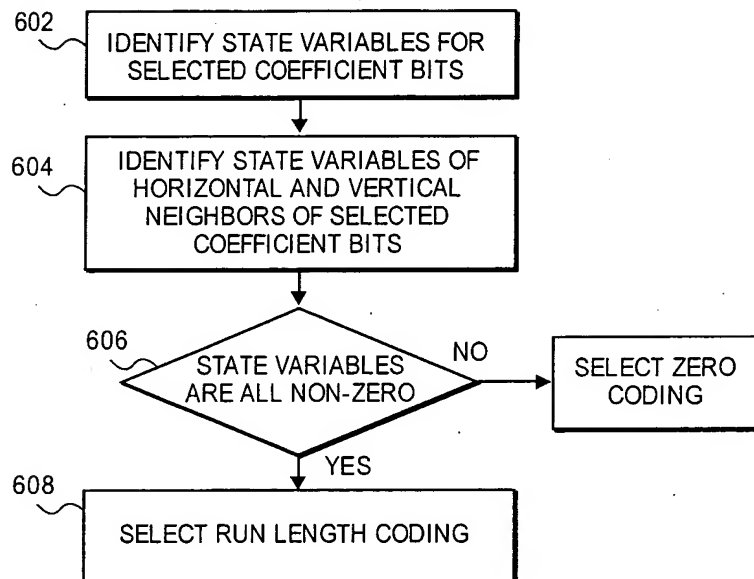 602
IDENTIFY STATE VARIABLES FOR
SELECTED COEFFICIENT BITS
604
IDENTIFY STATE VARIABLES OF
HORIZONTAL AND VERTICAL
NEIGHBORS OF SELECTED
COEFFICIENT BITS
606
STATE VARIABLES
ARE ALL NON-ZERO
NO
SELECT ZERO
CODING
YES
608
SELECT RUN LENGTH CODING